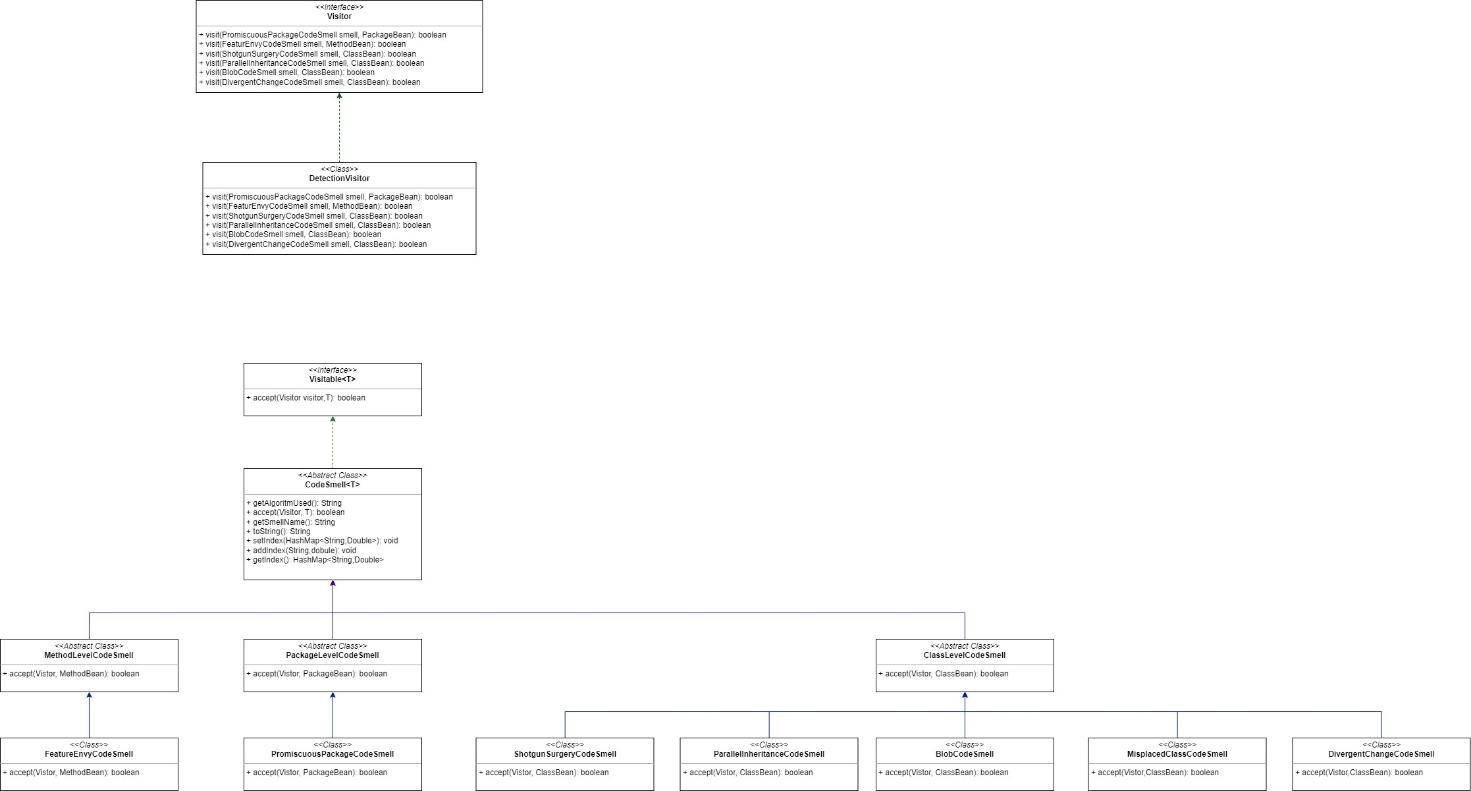 <<Interface>>
Visitor
+ visit(PromiscuousPackageCodeSmell smell, PackageBean): boolean
+ visit(FeaturEnvyCodeSmell smell, MethodBean): boolean
+ visit(ShotgunSurgeryCodeSmell smell, ClassBean): boolean
+ visit(ParallelInheritanceCodeSmell smell, ClassBean): boolean
+ visit(BlobCodeSmell smell, ClassBean): boolean
+ visit(DivergentChangeCodeSmell smell, ClassBean): boolean
<<Class>>
DetectionVisitor
+ visit(PromiscuousPackageCodeSmell smell, PackageBean): boolean
+ visit(FeaturEnvyCodeSmell smell, MethodBean): boolean
+ visit(ShotgunSurgeryCodeSmell smell, ClassBean): boolean
+ visit(ParallelInheritanceCodeSmell smell, ClassBean): boolean
+ visit(BlobCodeSmell smell, ClassBean): boolean
+ visit(DivergentChangeCodeSmell smell, ClassBean): boolean
<<Interface>>
Visitable<T>
+ accept(Visitor visitor,T): boolean
<<Abstract Class>>
CodeSmell<T>
+ getAlgoritmUsed(): String
+ accept(Visitor, T): boolean
+ getSmellName(): String
+ toString(): String
+ setIndex(HashMap<String,Double>): void
+ addIndex(String,dobule): void
+ getIndex(): HashMap<String,Double>
<<Abstract Class>>
MethodLevelCodeSmell
+ accept(Vistor, MethodBean): boolean
<<Abstract Class>>
PackageLevelCodeSmell
+ accept(Vistor, PackageBean): boolean
<<Abstract Class>>
ClassLevelCodeSmell
+ accept(Vistor, ClassBean): boolean
<<Class>>
FeatureEnvyCodeSmell
+ accept(Vistor, MethodBean): boolean
<<Class>>
PromiscuousPackageCodeSmell
+ accept(Vistor, PackageBean): boolean
<<Class>>
ShotgunSurgeryCodeSmell
+ accept(Vistor, ClassBean): boolean
<<Class>>
ParallelInheritanceCodeSmell
+ accept(Vistor, ClassBean): boolean
<<Class>>
BlobCodeSmell
+ accept(Vistor, ClassBean): boolean
<<Class>>
MisplacedClassCodeSmell
+ accept(Vistor,ClassBean): boolean
<<Class>>
DivergentChangeCodeSmell
+ accept(Vistor,ClassBean): boolean